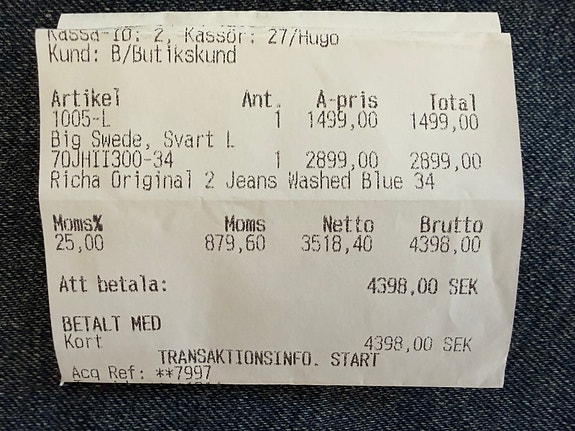 Kassa-ID: 2, Kassör: 27/Hugo
Kund: B/Butikskund
Artikel Ant. A-pris Total
1005-L 1 1499,00 1499,00
Big Swede, Svart L
70JHII300-34 1 2899,00 2899,00
Richa Original 2 Jeans Washed Blue 34
Moms% Moms Netto Brutto
25,00 879,60 3518,40 4398,00
Att betala: 4398,00 SEK
BETALT MED
Kort 4398,00 SEK
TRANSAKTIONSINFO. START
Acq Ref: **7997